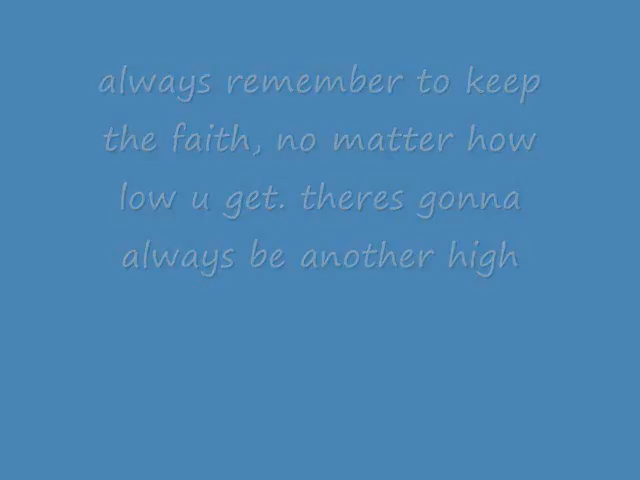 always remember to keep
the faith, no matter how
low u get. theres gonna
always be another high